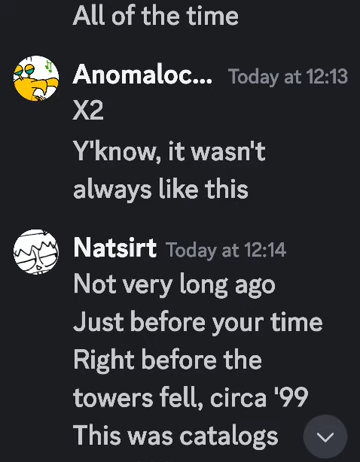 All of the time
Anomaloc... Today at 12:13
X2
Y'know, it wasn't
always like this
Natsirt Today at 12:14
Not very long ago
Just before your time
Right before the
towers fell, circa '99
This was catalogs